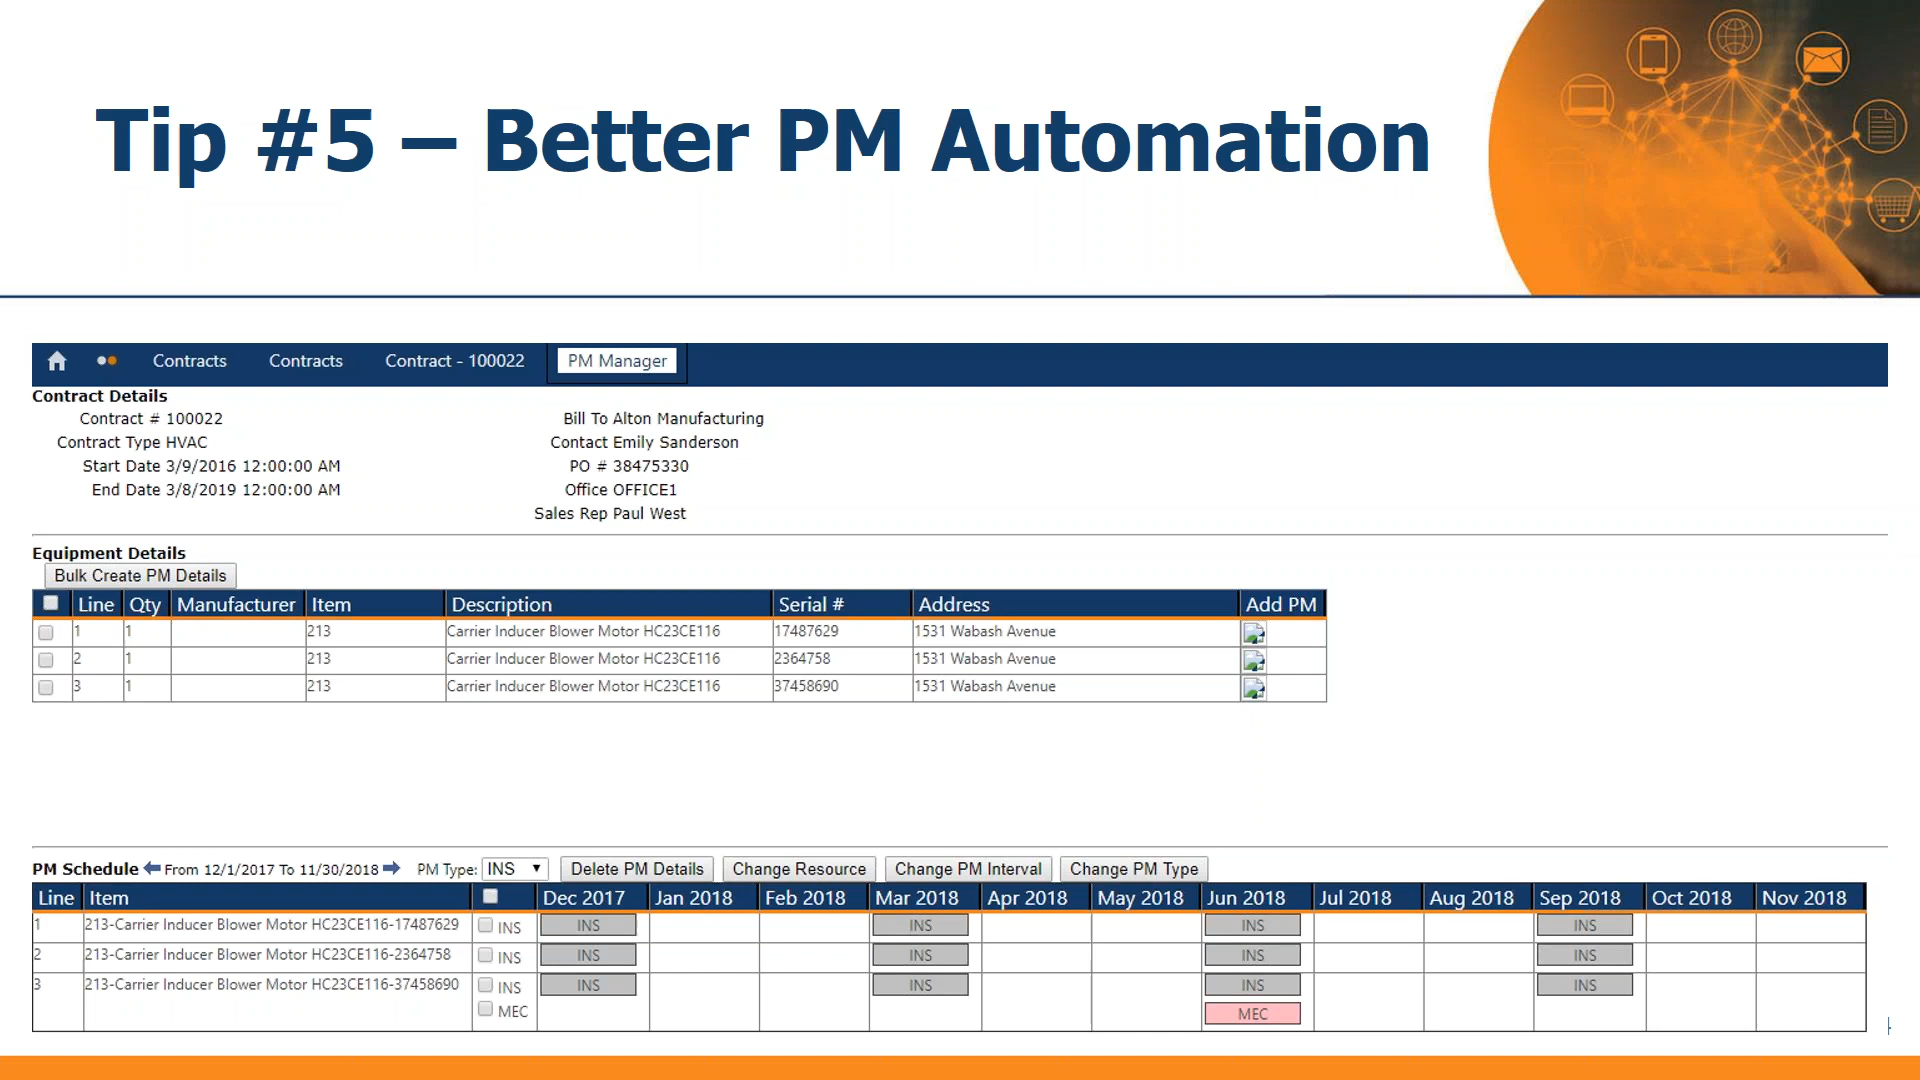 Tip #5 – Better PM Automation
Contracts Contracts Contract - 100022 PM Manager
Contract Details
Contract # 100022 Bill To Alton Manufacturing
Contract Type HVAC Contact Emily Sanderson
Start Date 3/9/2016 12:00:00 AM PO # 38475330
End Date 3/8/2019 12:00:00 AM Office OFFICE1
Sales Rep Paul West
Equipment Details
Bulk Create PM Details
Line Qty Manufacturer Item Description Serial # Address Add PM
1 1 213 Carrier Inducer Blower Motor HC23CE116 17487629 1531 Wabash Avenue
2 1 213 Carrier Inducer Blower Motor HC23CE116 2364758 1531 Wabash Avenue
3 1 213 Carrier Inducer Blower Motor HC23CE116 37458690 1531 Wabash Avenue
PM Schedule From 12/1/2017 To 11/30/2018 PM Type: INS Delete PM Details Change Resource Change PM Interval Change PM Type
Line Item Dec 2017 Jan 2018 Feb 2018 Mar 2018 Apr 2018 May 2018 Jun 2018 Jul 2018 Aug 2018 Sep 2018 Oct 2018 Nov 2018
1 213-Carrier Inducer Blower Motor HC23CE116-17487629 INS INS INS INS INS
2 213-Carrier Inducer Blower Motor HC23CE116-2364758 INS INS INS INS INS
3 213-Carrier Inducer Blower Motor HC23CE116-37458690 INS INS INS INS INS
MEC MEC